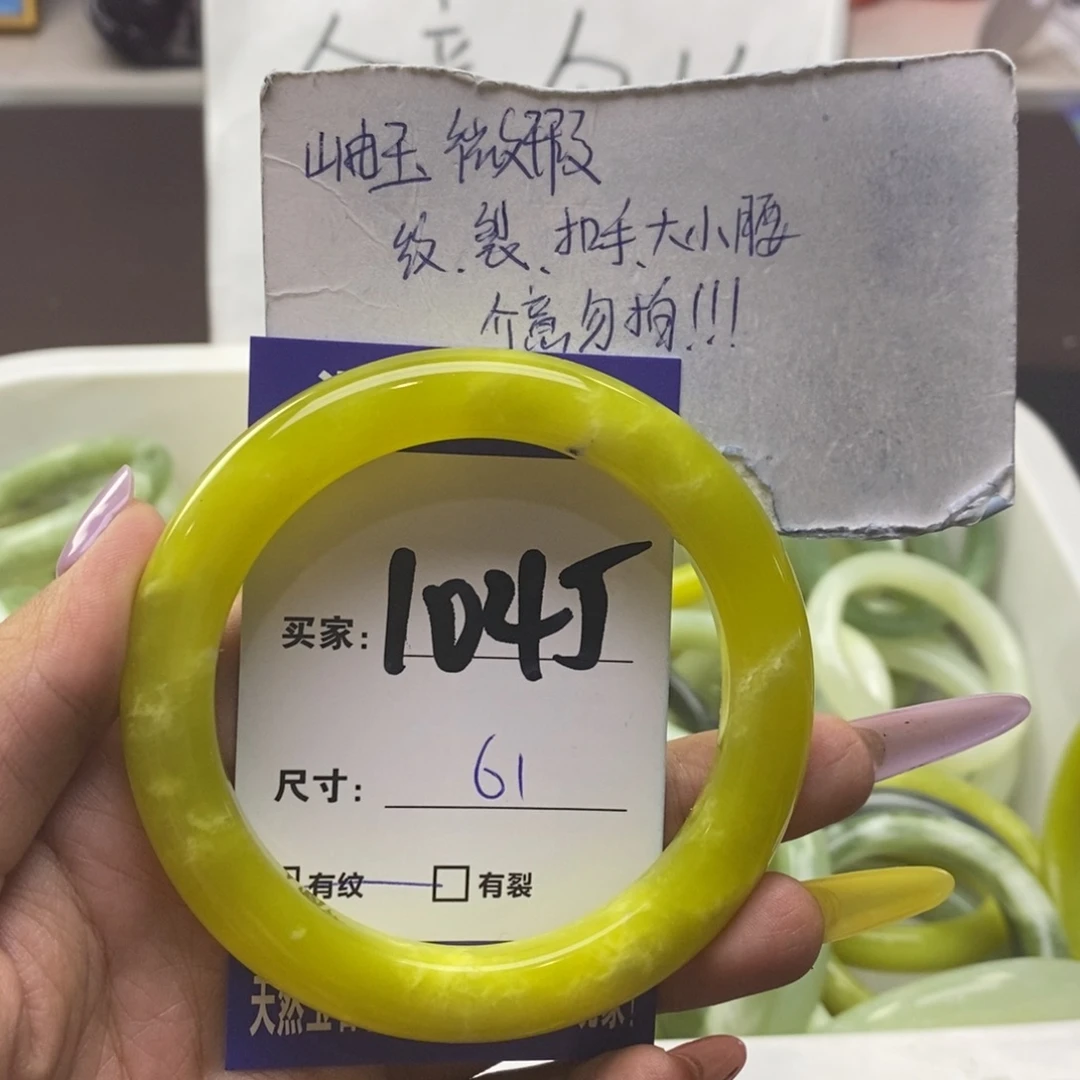 岫玉 微瑕
纹、裂、扣手、大小腰
介意勿拍!!!
买家: 104J
尺寸: 61
有纹 有裂
天然玉